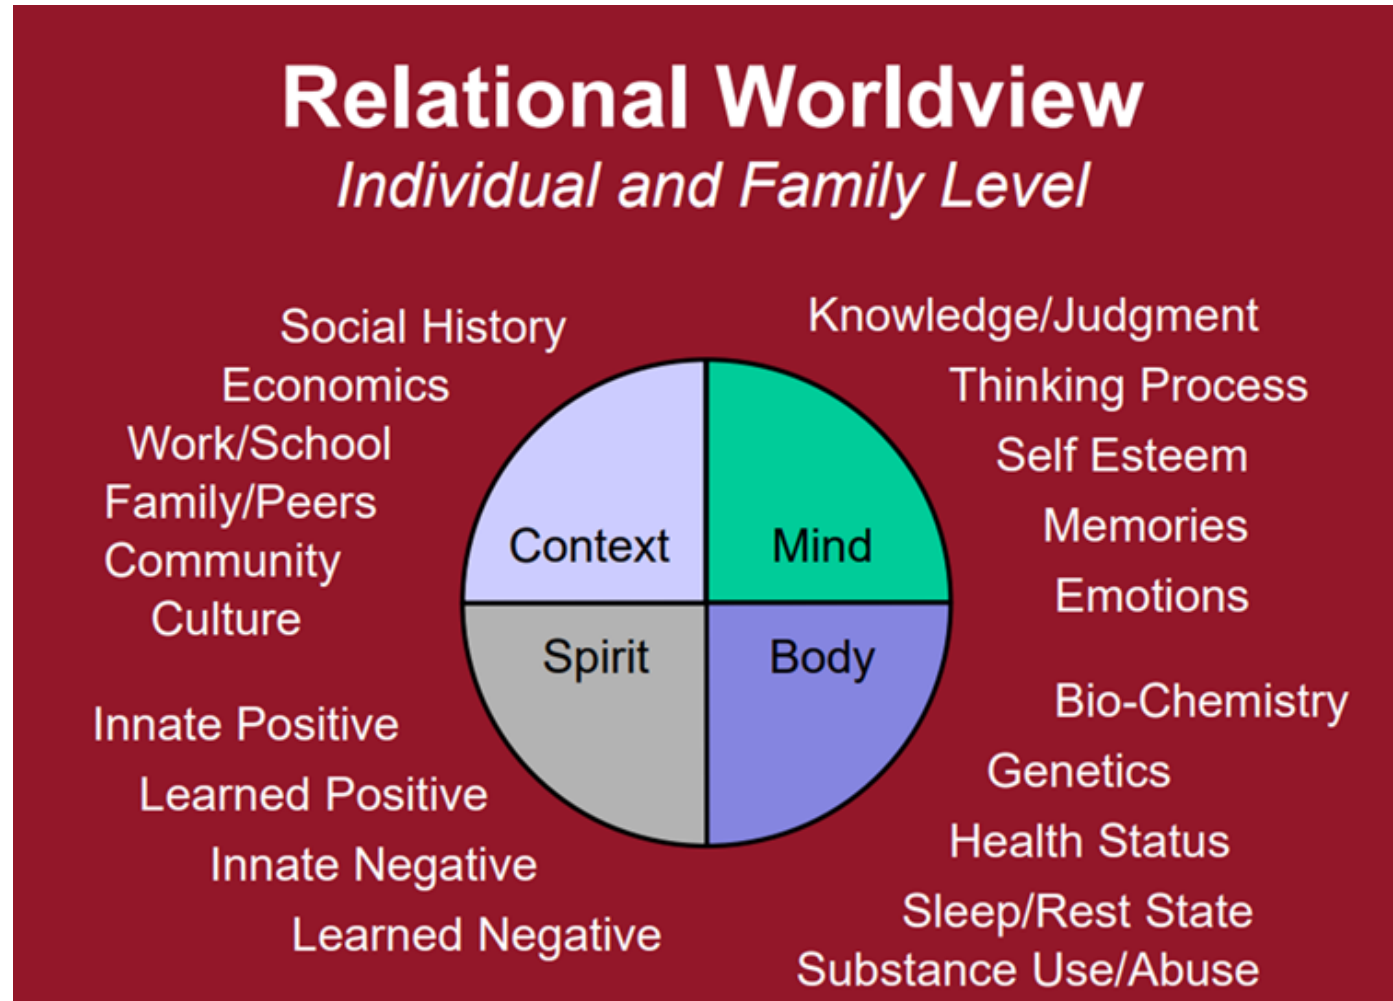 Relational Worldview
Individual and Family Level
Social History
Economics
Work/School
Family/Peers
Community
Culture
Knowledge/Judgment
Thinking Process
Self Esteem
Memories
Emotions
Context
Mind
Spirit
Body
Innate Positive
Learned Positive
Innate Negative
Learned Negative
Bio-Chemistry
Genetics
Health Status
Sleep/Rest State
Substance Use/Abuse